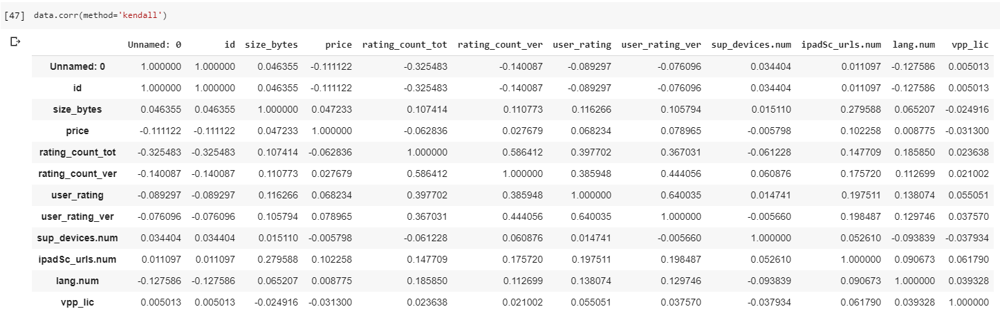 [47] data.corr(method='kendall')
Unnamed: 0 id size_bytes price rating_count_tot rating_count_ver user_rating user_rating_ver sup_devices.num ipadSc_urls.num lang.num vpp_lic
Unnamed: 0 1.000000 1.000000 0.046355 -0.111122 -0.325483 -0.140087 -0.089297 -0.076096 0.034404 0.011097 -0.127586 0.005013
id 1.000000 1.000000 0.046355 -0.111122 -0.325483 -0.140087 -0.089297 -0.076096 0.034404 0.011097 -0.127586 0.005013
size_bytes 0.046355 0.046355 1.000000 0.047233 0.107414 0.110773 0.116266 0.105794 0.015110 0.279588 0.065207 -0.024916
price -0.111122 -0.111122 0.047233 1.000000 -0.062836 0.027679 0.068234 0.078965 -0.005798 0.102258 0.008775 -0.031300
rating_count_tot -0.325483 -0.325483 0.107414 -0.062836 1.000000 0.586412 0.397702 0.367031 -0.061228 0.147709 0.185850 0.023638
rating_count_ver -0.140087 -0.140087 0.110773 0.027679 0.586412 1.000000 0.385948 0.444056 0.060876 0.175720 0.112699 0.021002
user_rating -0.089297 -0.089297 0.116266 0.068234 0.397702 0.385948 1.000000 0.640035 0.014741 0.197511 0.138074 0.055051
user_rating_ver -0.076096 -0.076096 0.105794 0.078965 0.367031 0.444056 0.640035 1.000000 -0.005660 0.198487 0.129746 0.037570
sup_devices.num 0.034404 0.034404 0.015110 -0.005798 -0.061228 0.060876 0.014741 -0.005660 1.000000 0.052610 -0.093839 -0.037934
ipadSc_urls.num 0.011097 0.011097 0.279588 0.102258 0.147709 0.175720 0.197511 0.198487 0.052610 1.000000 0.090673 0.061790
lang.num -0.127586 -0.127586 0.065207 0.008775 0.185850 0.112699 0.138074 0.129746 -0.093839 0.090673 1.000000 0.039328
vpp_lic 0.005013 0.005013 -0.024916 -0.031300 0.023638 0.021002 0.055051 0.037570 -0.037934 0.061790 0.039328 1.000000